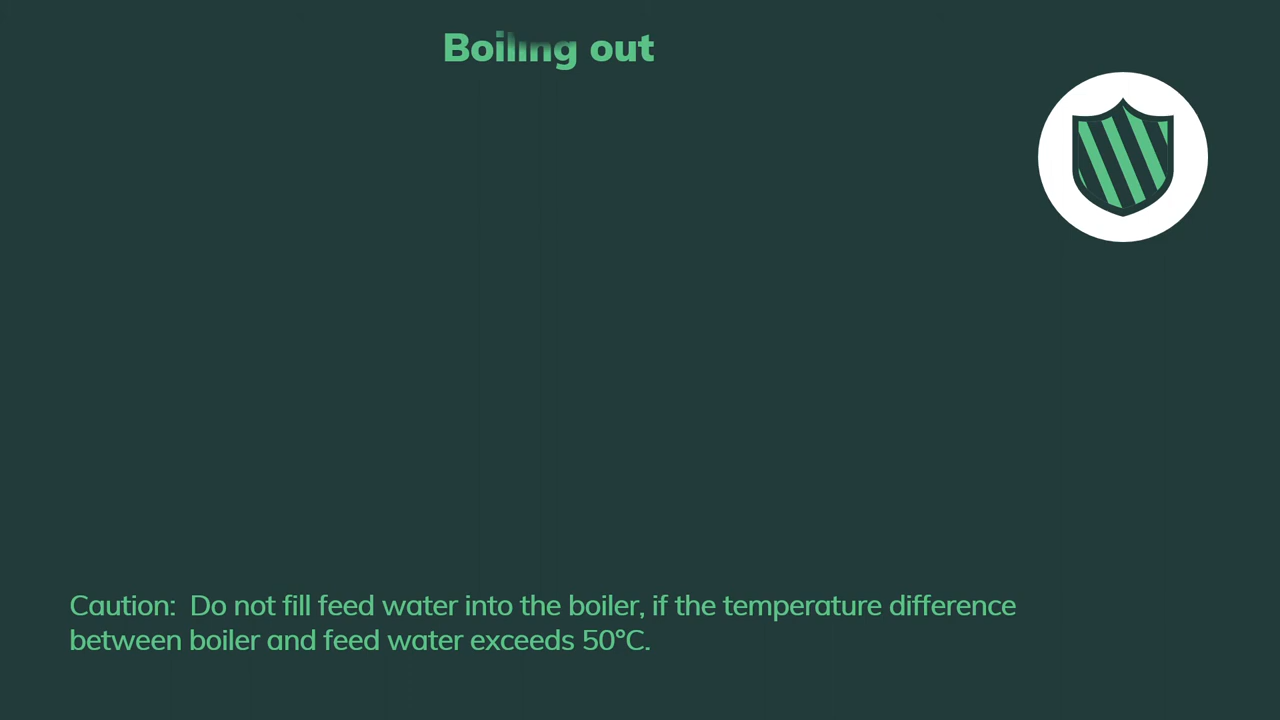 Boiling out
Caution:  Do not fill feed water into the boiler, if the temperature difference
between boiler and feed water exceeds 50°C.